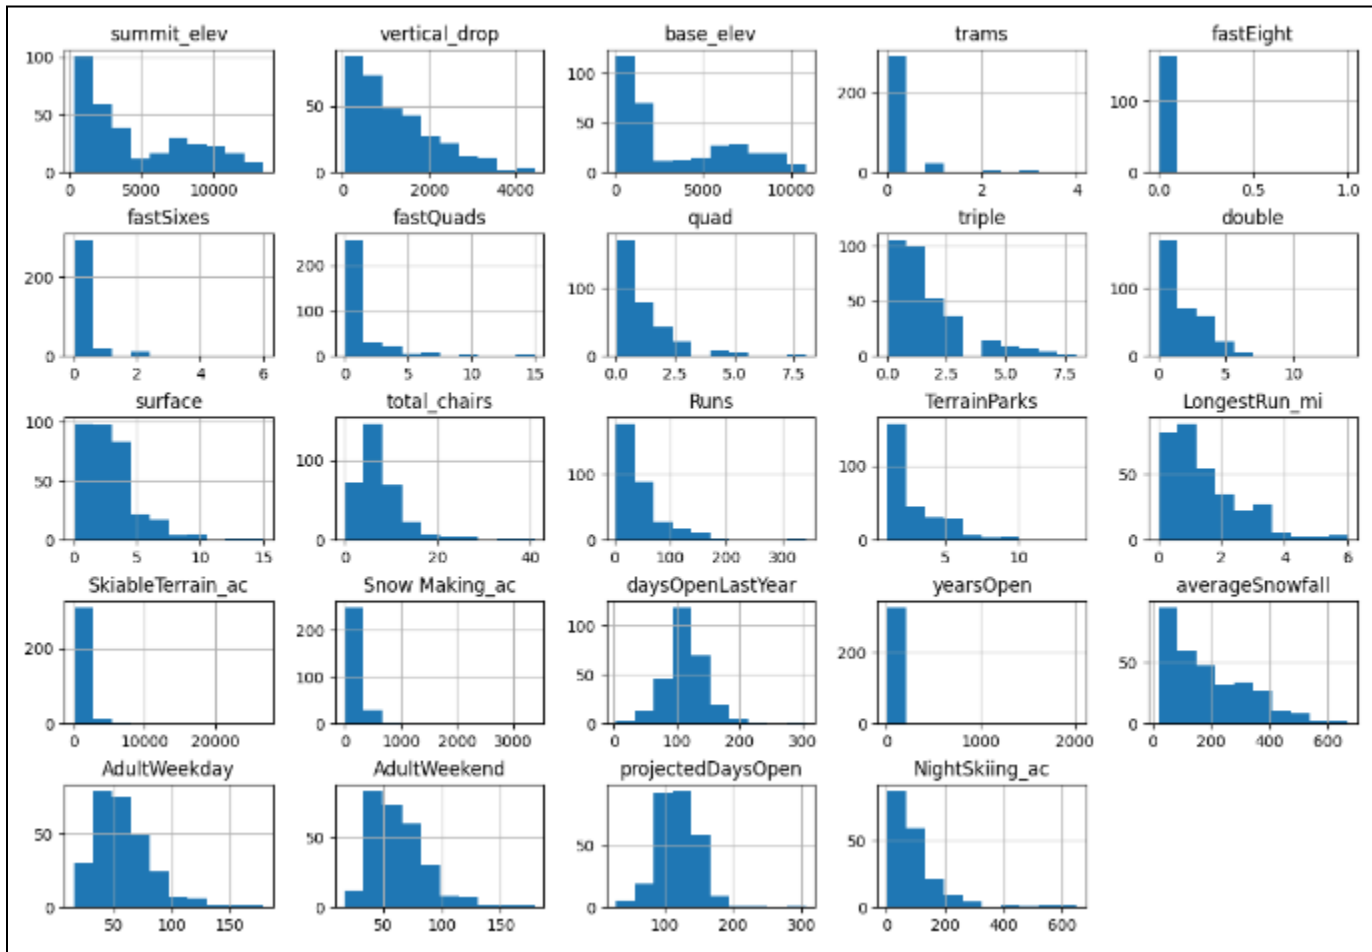 summit_elev vertical_drop base_elev trams fastEight
100 50 0 50 0 100 50 0 200 0 100 0
0 5000 10000 0 2000 4000 0 5000 10000 0 2 4 0.0 0.5 1.0
fastSixes fastQuads quad triple double
200 0 200 100 0 100 0 100 50 0 100 0
0 2 4 6 0 5 10 15 0.0 2.5 5.0 7.5 0.0 2.5 5.0 7.5 0 5 10
surface total_chairs Runs TerrainParks LongestRun_mi
100 50 0 100 0 100 0 100 0 50 0
0 5 10 15 0 20 40 0 100 200 300 5 10 0 2 4 6
SkiableTerrain_ac Snow Making_ac daysOpenLastYear yearsOpen averageSnowfall
200 0 200 100 0 100 50 0 200 0 50 0
0 10000 20000 0 1000 2000 3000 0 100 200 300 0 1000 2000 0 200 400 600
AdultWeekday AdultWeekend projectedDaysOpen NightSkiing_ac
50 0 50 0 50 0 50 0
50 100 150 50 100 150 100 200 300 0 200 400 600